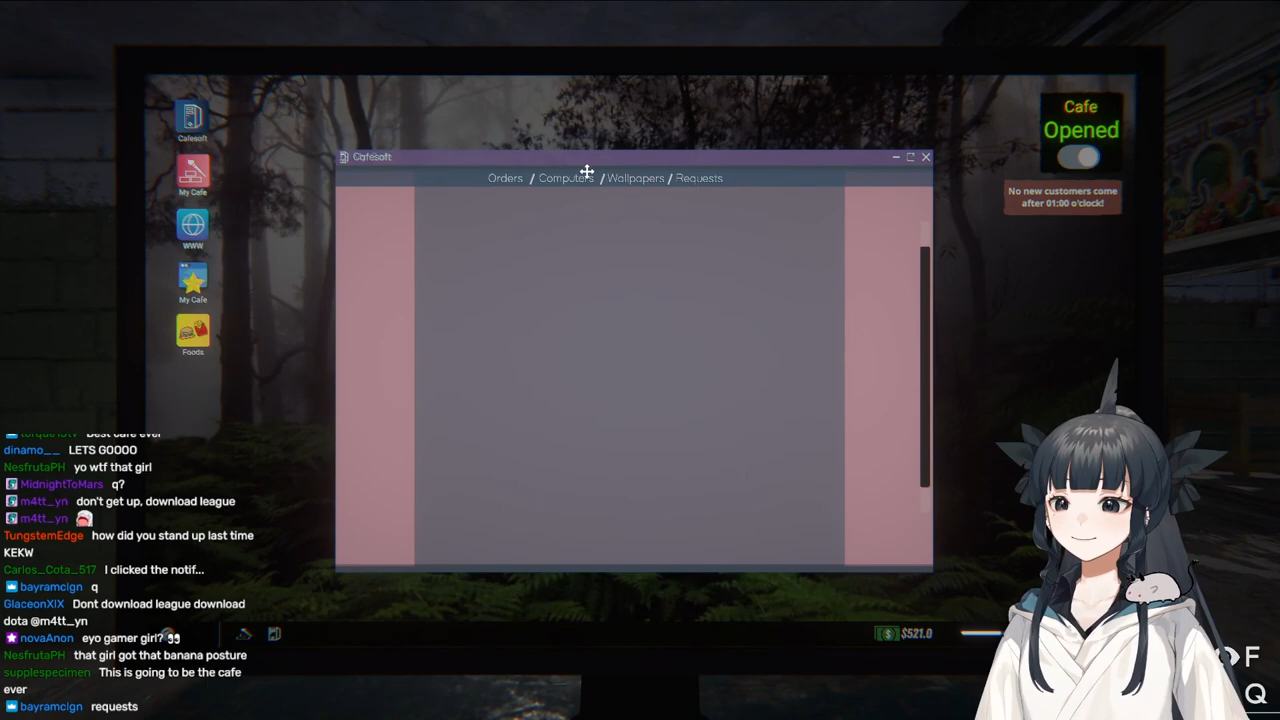 Cafe
Opened
No new customers come
after 01:00 o'clock!
Cafesoft
My Cafe
WWW
My Cafe
Foods
Cafesoft
Orders / Computers / Wallpapers / Requests
$521.0
F
Q
Best cafe ever
dinamo__ LETS GOOOO
NesfrutaPH yo wtf that girl
MidnightToMars q?
m4tt_yn don't get up, download league
m4tt_yn
TungstemEdge how did you stand up last time
KEKW
Carlos_Cota_517 I clicked the notif...
bayramcign q
GlaceonXIX Dont download league download
dota @m4tt_yn
novaAnon eyo gamer girl?
NesfrutaPH that girl got that banana posture
supplespecimen This is going to be the cafe
ever
bayramcign requests